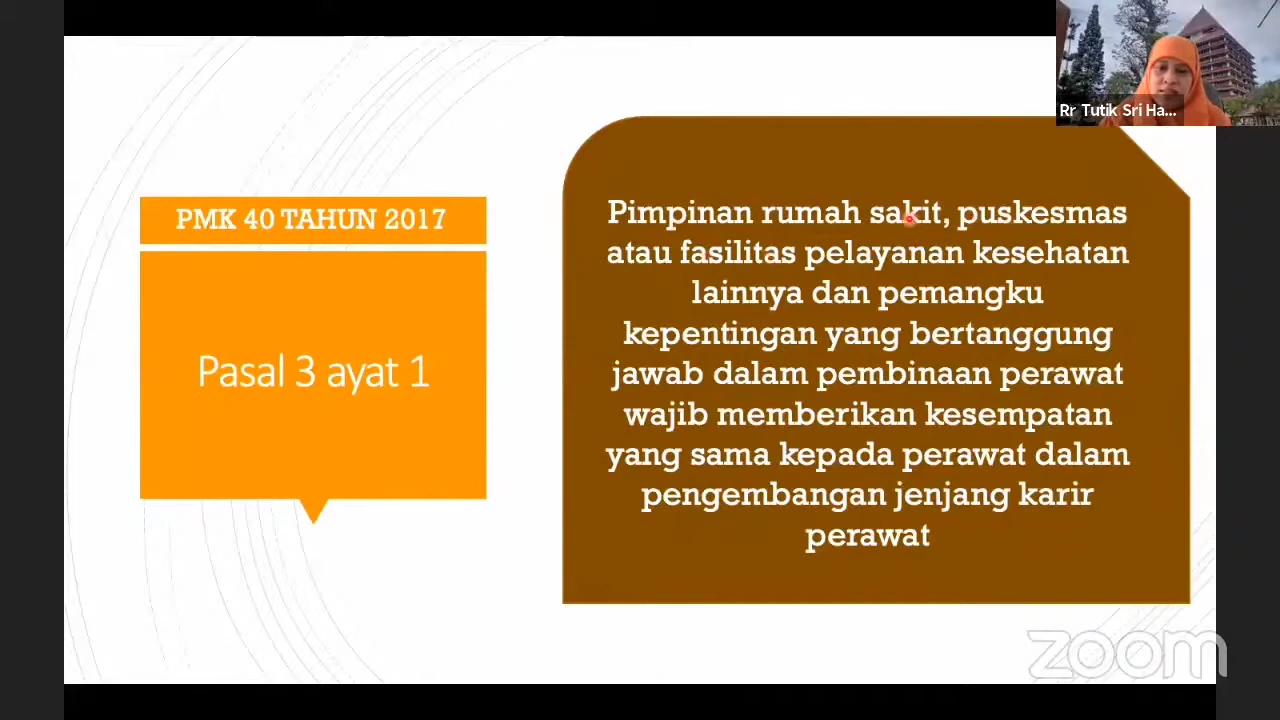 Rr Tutik Sri Ha...
PMK 40 TAHUN 2017
Pasal 3 ayat 1
Pimpinan rumah sakit, puskesmas
atau fasilitas pelayanan kesehatan
lainnya dan pemangku
kepentingan yang bertanggung
jawab dalam pembinaan perawat
wajib memberikan kesempatan
yang sama kepada perawat dalam
pengembangan jenjang karir
perawat
zoom